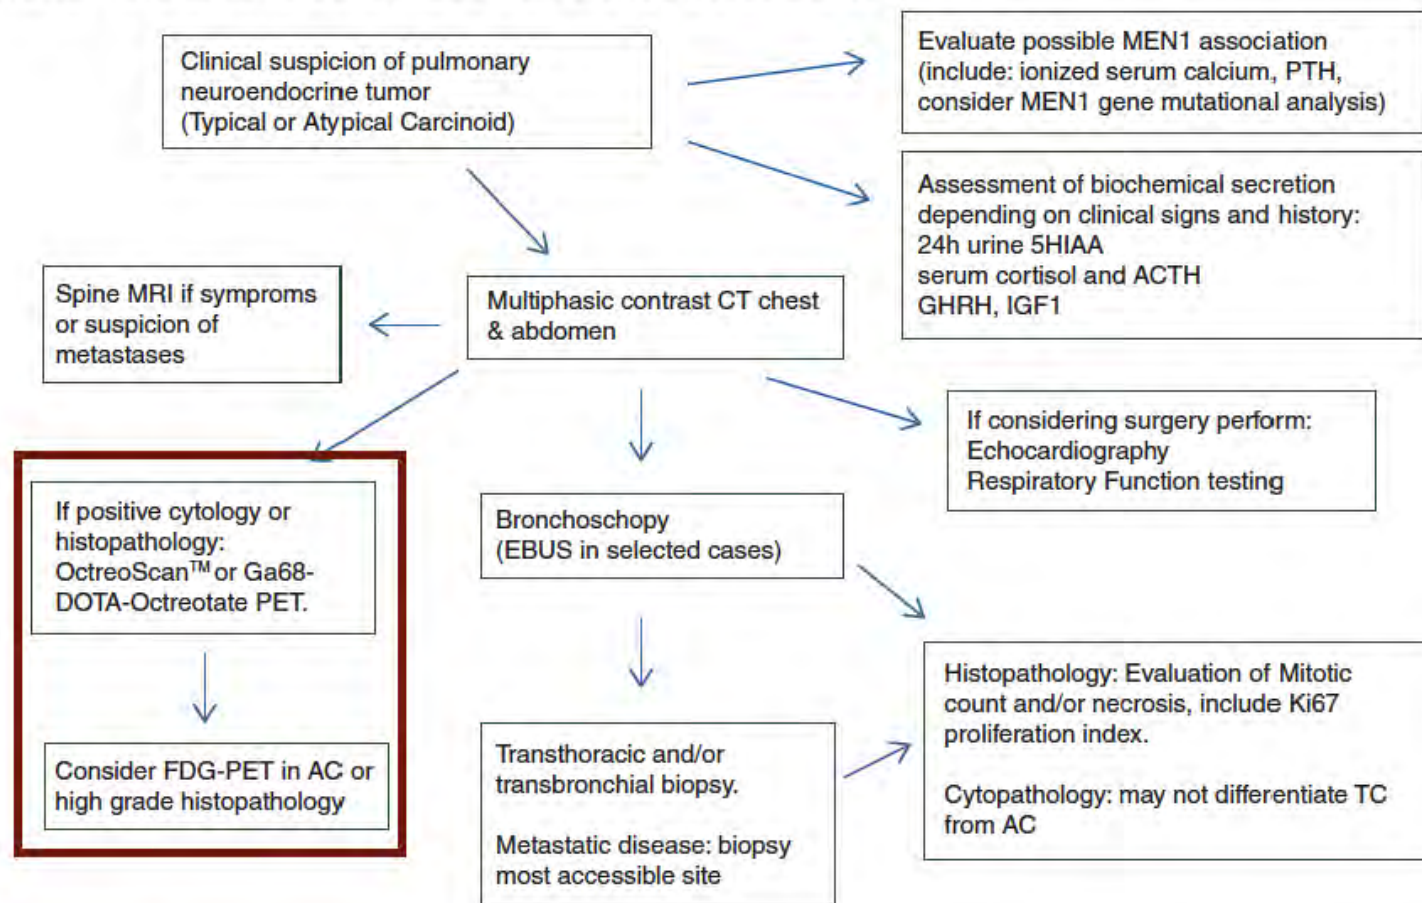 Clinical suspicion of pulmonary
neuroendocrine tumor
(Typical or Atypical Carcinoid)
Evaluate possible MEN1 association
(include: ionized serum calcium, PTH,
consider MEN1 gene mutational analysis)
Assessment of biochemical secretion
depending on clinical signs and history:
24h urine 5HIAA
serum cortisol and ACTH
GHRH, IGF1
Spine MRI if symproms
or suspicion of
metastases
Multiphasic contrast CT chest
& abdomen
If considering surgery perform:
Echocardiography
Respiratory Function testing
If positive cytology or
histopathology:
OctreoScan™ or Ga68-
DOTA-Octreotate PET.
Bronchoschopy
(EBUS in selected cases)
Consider FDG-PET in AC or
high grade histopathology
Transthoracic and/or
transbronchial biopsy.
Metastatic disease: biopsy
most accessible site
Histopathology: Evaluation of Mitotic
count and/or necrosis, include Ki67
proliferation index.
Cytopathology: may not differentiate TC
from AC